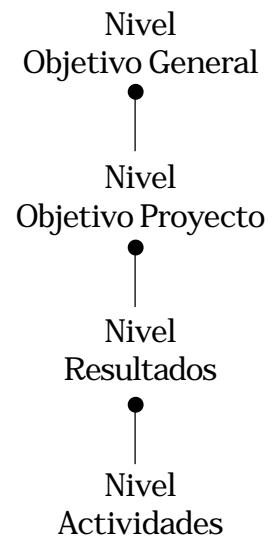 Nivel
Objetivo General
Nivel
Objetivo Proyecto
Nivel
Resultados
Nivel
Actividades